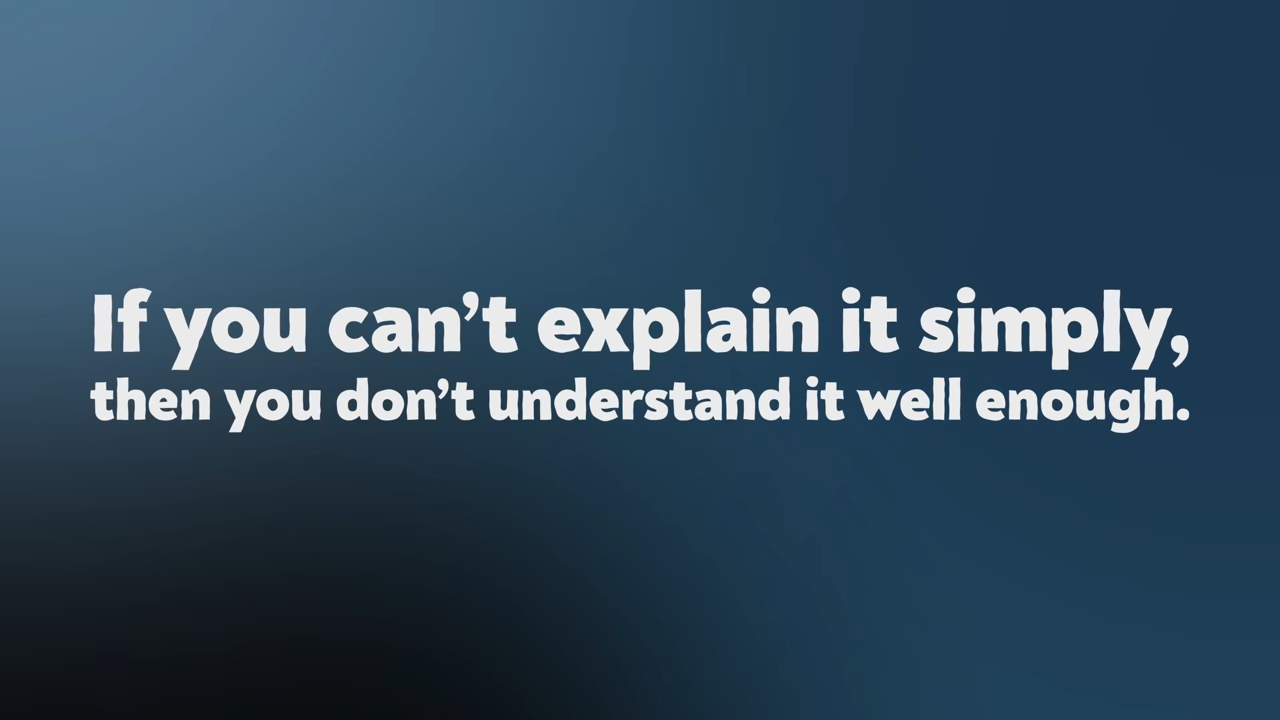 If you can’t explain it simply,
then you don’t understand it well enough.